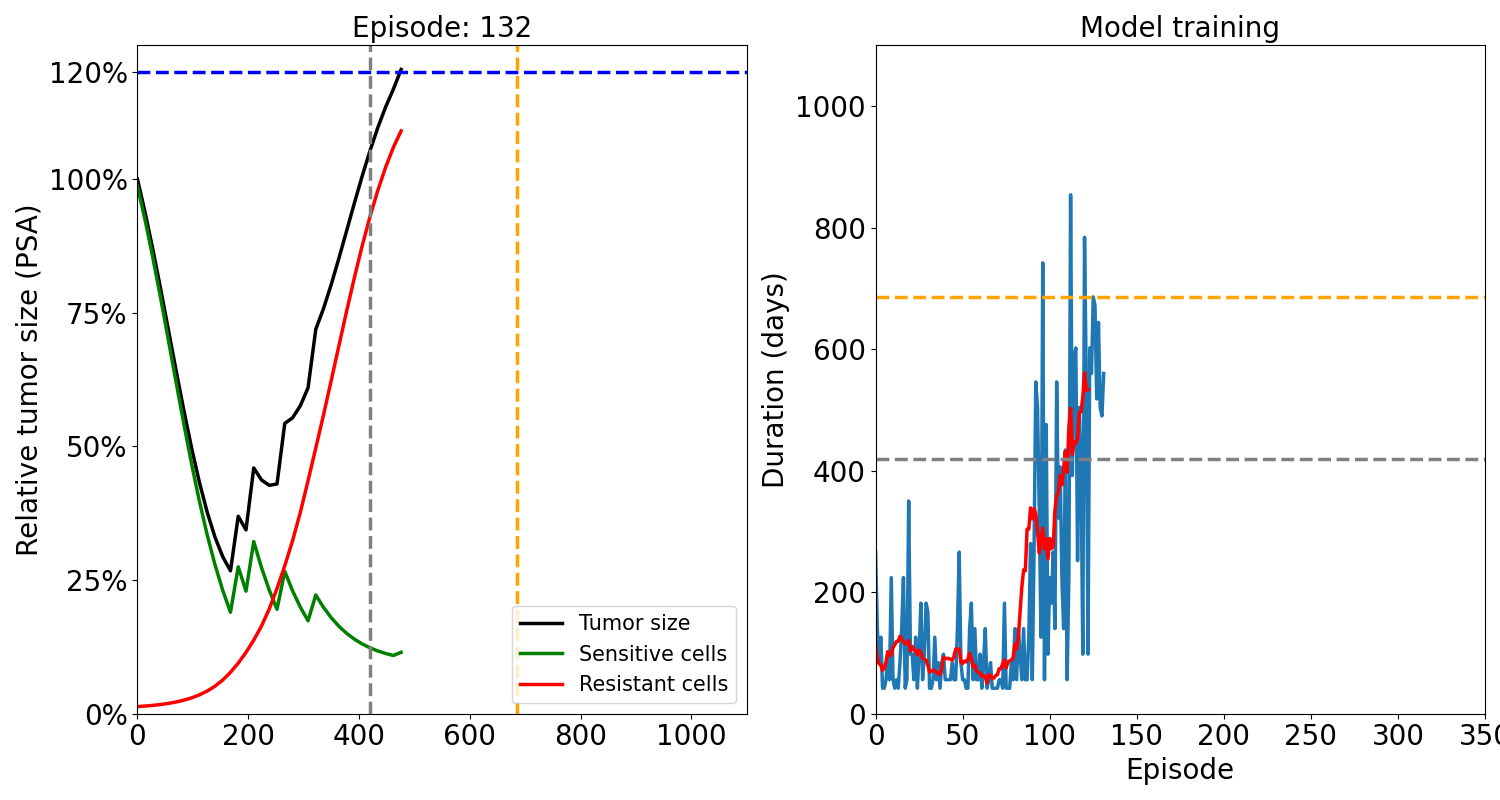 Episode: 132
Relative tumor size (PSA)
120%
100%
75%
50%
25%
0%
0 200 400 600 800 1000
Tumor size
Sensitive cells
Resistant cells
Model training
Duration (days)
1000
800
600
400
200
0
0 50 100 150 200 250 300 350
Episode